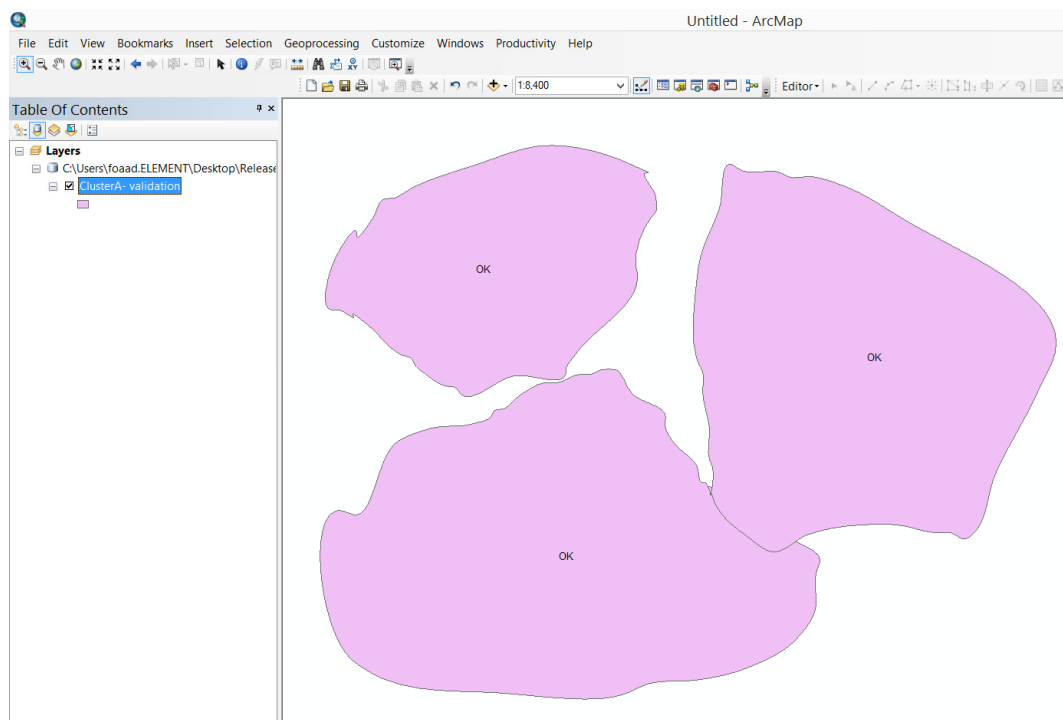 Untitled - ArcMap
File Edit View Bookmarks Insert Selection Geoprocessing Customize Windows Productivity Help
1:8,400
Editor
Table Of Contents
Layers
C:\Users\foaad.ELEMENT\Desktop\Release
ClusterA- validation
OK
OK
OK